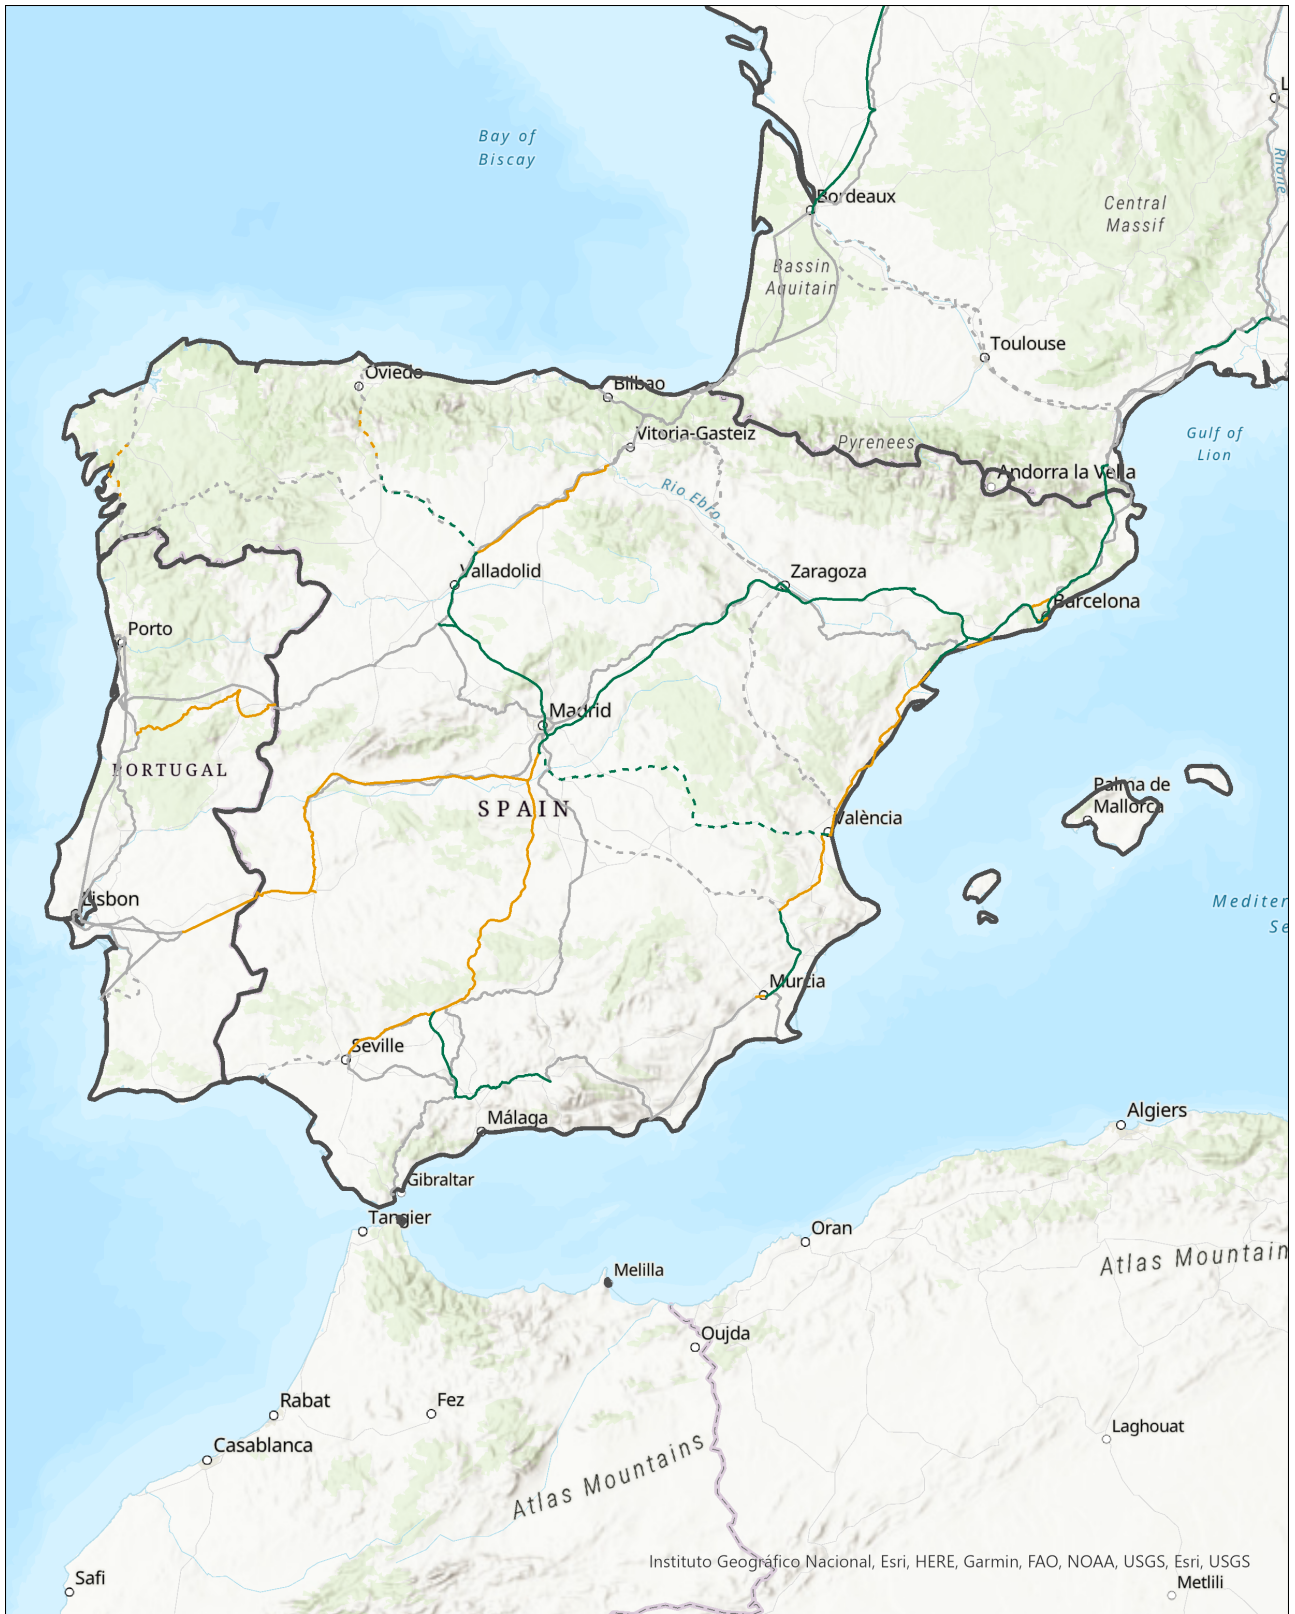 L
Bay of
Biscay
Rhone
Bordeaux
Central
Massif
Bassin
Aquitain
Toulouse
Oviedo
Bilbao
Vitoria-Gasteiz
Pyrenees
Gulf of
Lion
Andorra la Vella
Rio Ebro
Valladolid
Zaragoza
Barcelona
Porto
Madrid
PORTUGAL
SPAIN
Palma de
Mallorca
València
Lisbon
Mediter
Se
Murcia
Seville
Málaga
Algiers
Gibraltar
Tangier
Oran
Atlas Mountain
Melilla
Oujda
Rabat
Fez
Casablanca
Laghouat
Atlas Mountains
Instituto Geográfico Nacional, Esri, HERE, Garmin, FAO, NOAA, USGS, Esri, USGS
Safi
Metlili